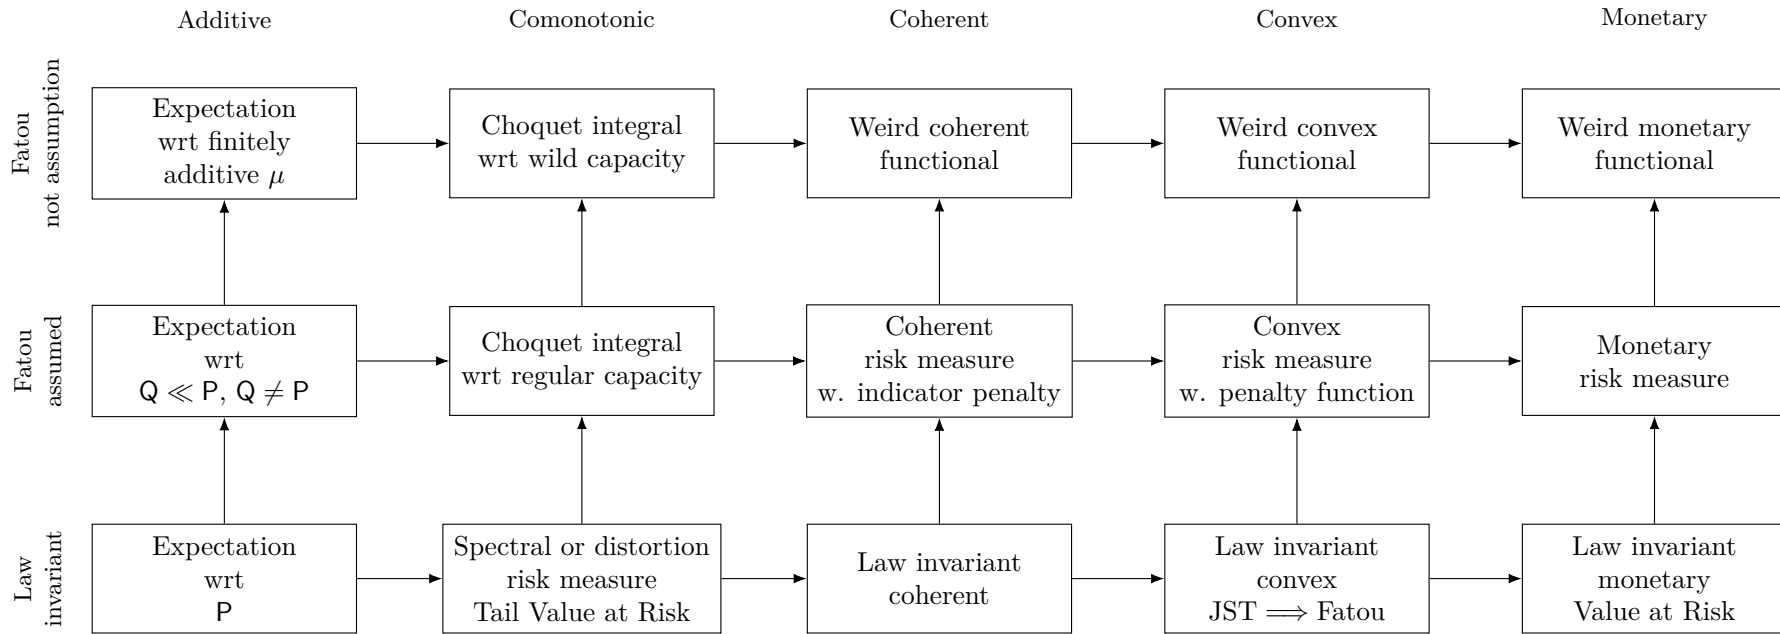 Additive
Comonotonic
Coherent
Convex
Monetary
Fatou
not assumption
Expectation
wrt finitely
additive μ
Choquet integral
wrt wild capacity
Weird coherent
functional
Weird convex
functional
Weird monetary
functional
Fatou
assumed
Expectation
wrt
Q ≪ P, Q ≠ P
Choquet integral
wrt regular capacity
Coherent
risk measure
w. indicator penalty
Convex
risk measure
w. penalty function
Monetary
risk measure
Law
invariant
Expectation
wrt
P
Spectral or distortion
risk measure
Tail Value at Risk
Law invariant
coherent
Law invariant
convex
JST ⟹ Fatou
Law invariant
monetary
Value at Risk